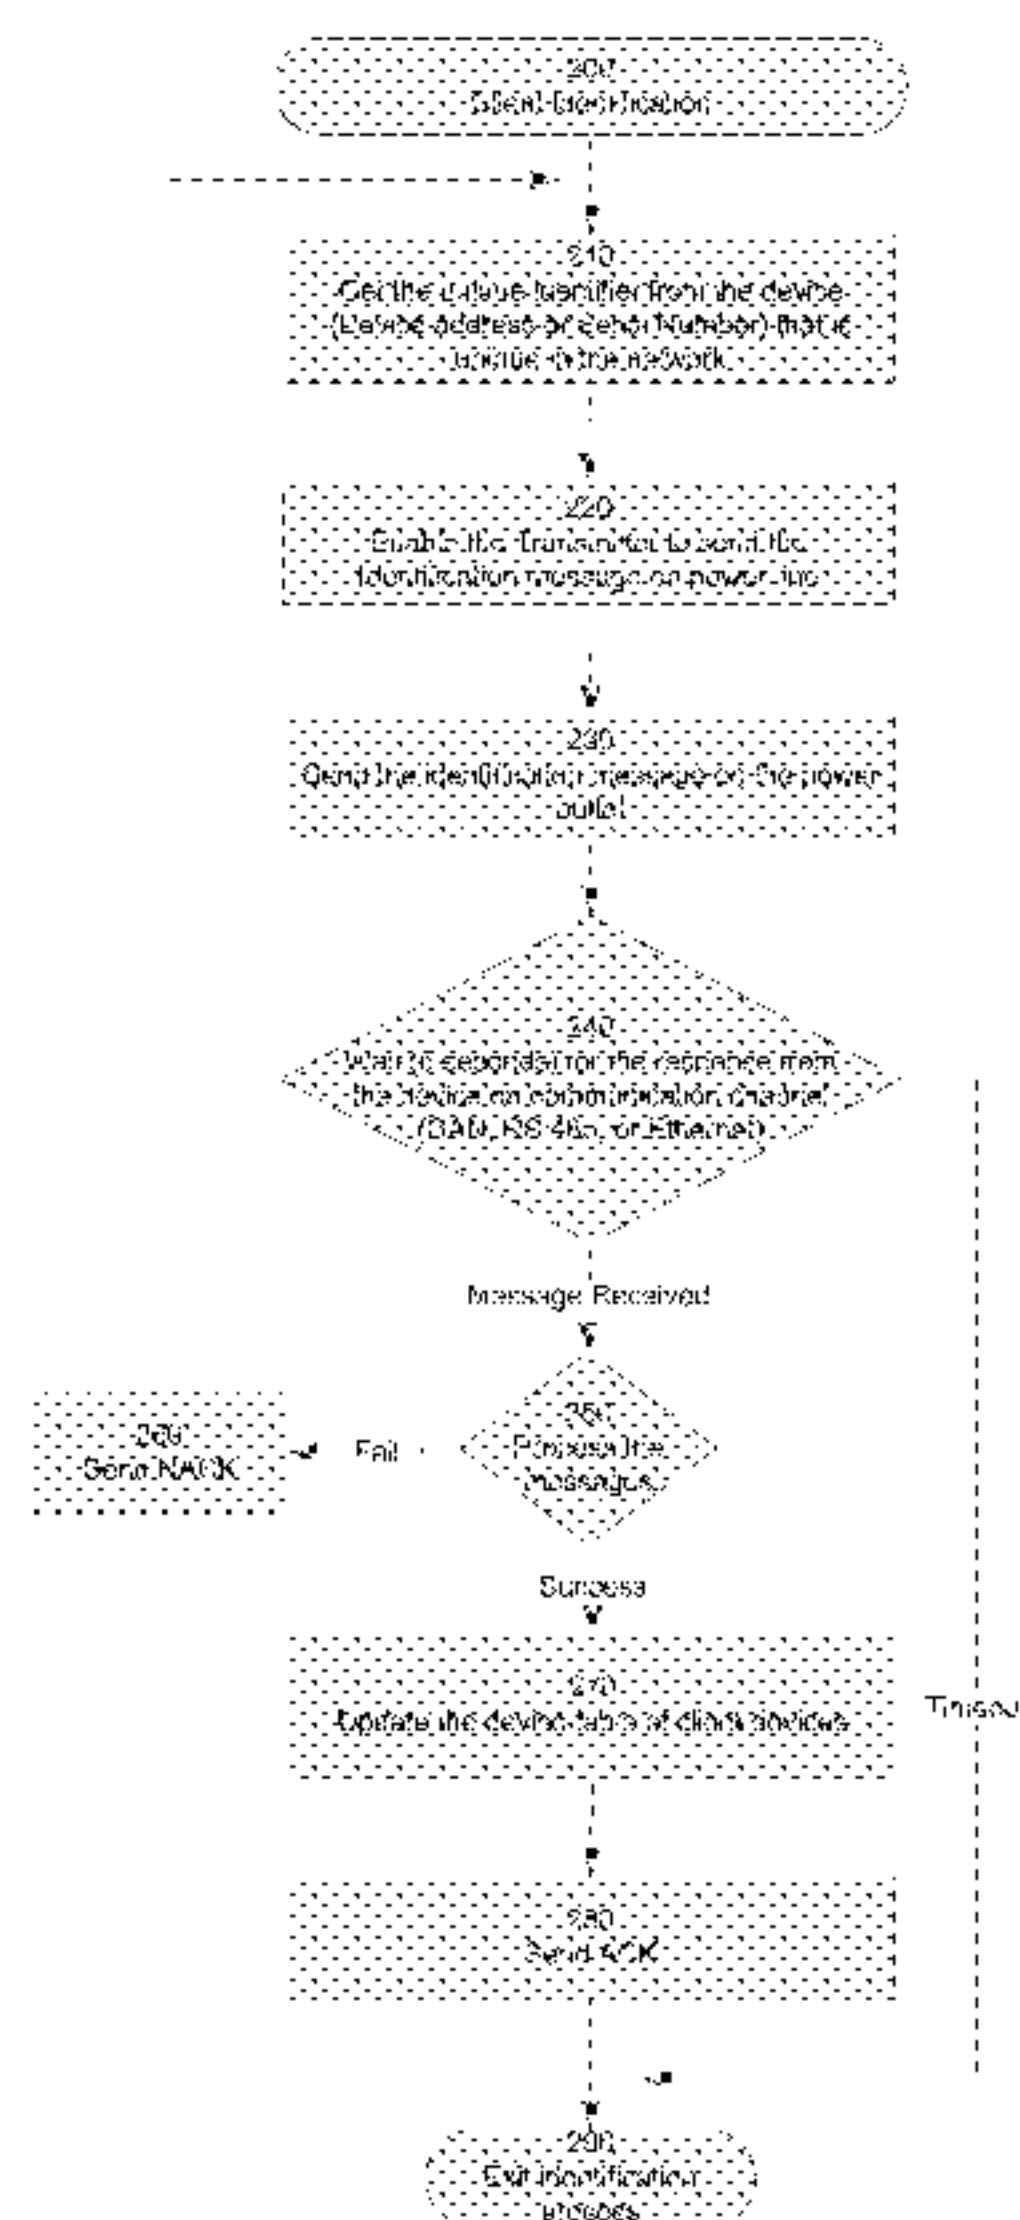 200
Start Identification
210
Get the unique identifier from the device
(Device address or Serial Number) that is
unique in the network
220
Enable the Transmitter to send the
identification message on power line
230
Send the identification message on the power
outlet
240
Wait seconds for the response from
the device on communication channel
(CAN, RS 485, or Ethernet)
Message Received
250
Process the
messages
260
Send NACK
Fail
Success
270
Update the device table of client devices
Timeou
280
Send ACK
290
Exit identification
process